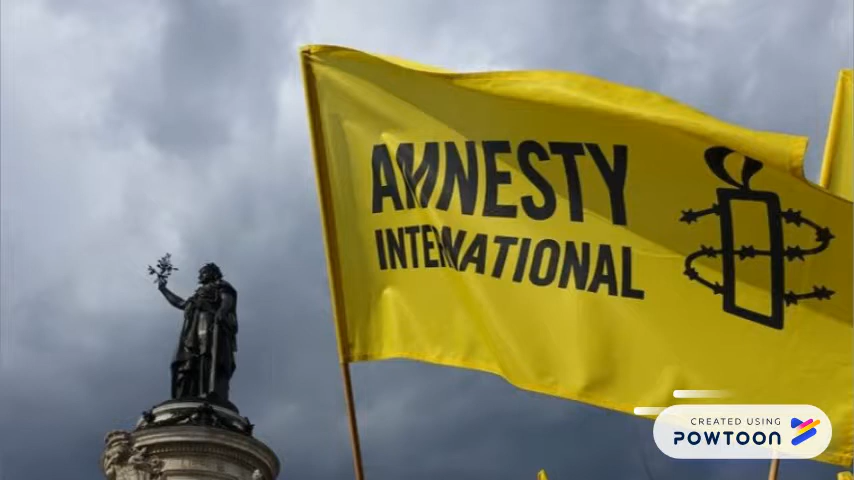 AMNESTY
INTERNATIONAL
CREATED USING
POWTOON